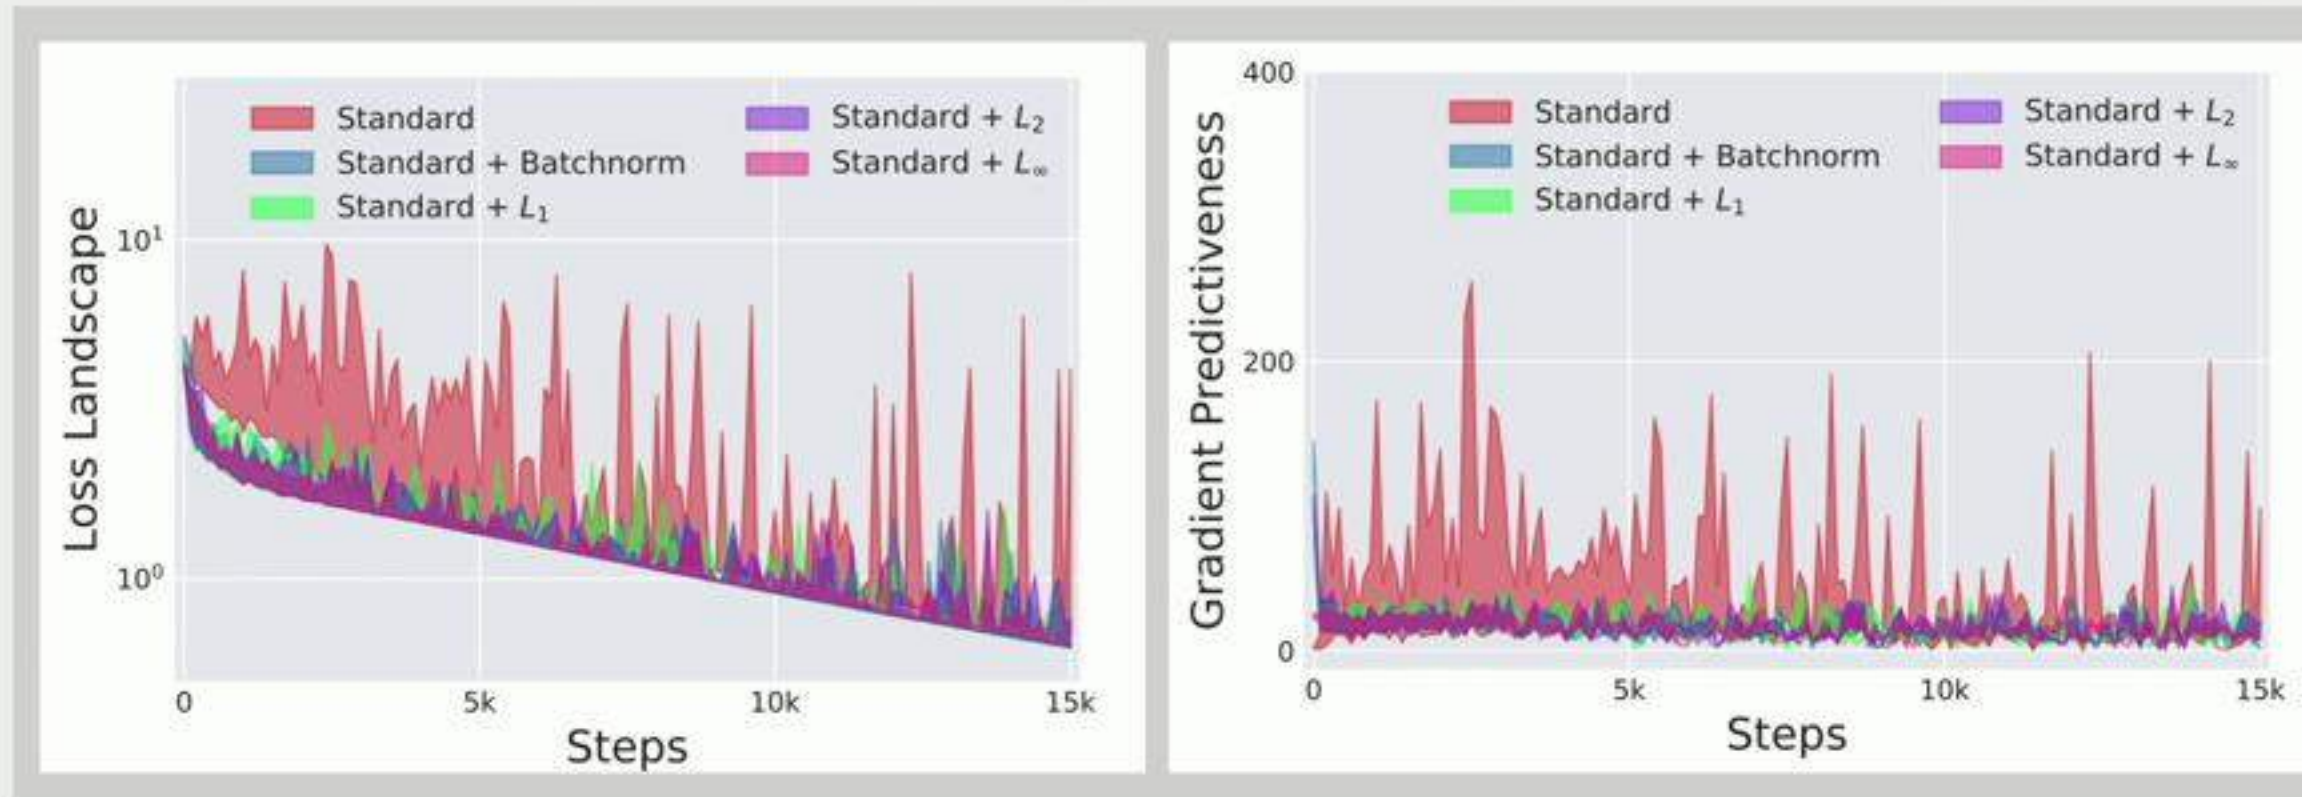 Loss Landscape
Standard
Standard + Batchnorm
Standard + L₁
Standard + L₂
Standard + L∞
10¹
10⁰
0
5k
10k
15k
Steps
Gradient Predictiveness
400
200
0
Standard
Standard + Batchnorm
Standard + L₁
Standard + L₂
Standard + L∞
0
5k
10k
15k
Steps